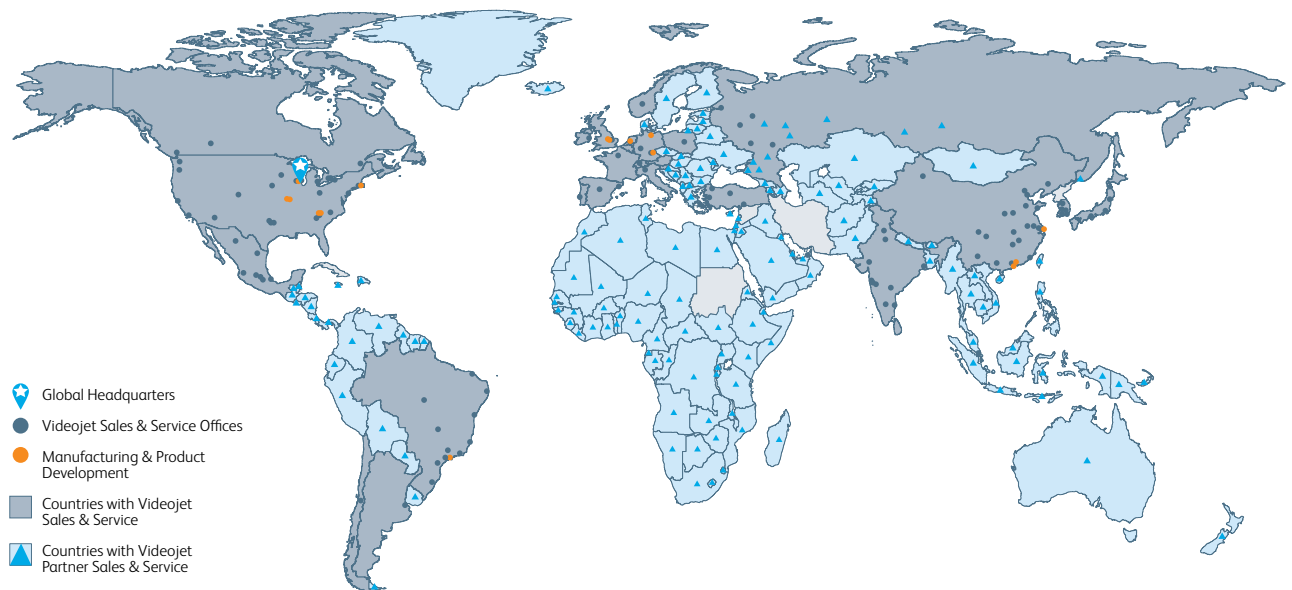 Global Headquarters
Videojet Sales & Service Offices
Manufacturing & Product
Development
Countries with Videojet
Sales & Service
Countries with Videojet
Partner Sales & Service